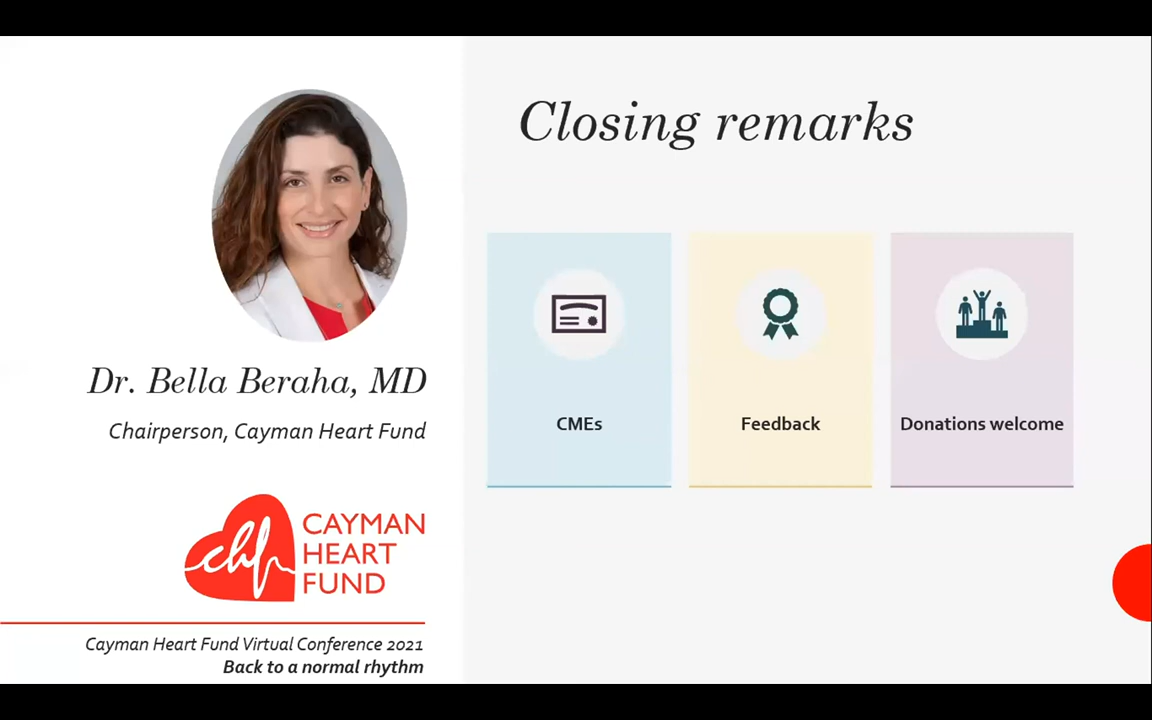 Closing remarks
Dr. Bella Beraha, MD
Chairperson, Cayman Heart Fund
chf
CAYMAN
HEART
FUND
Cayman Heart Fund Virtual Conference 2021
Back to a normal rhythm
CMEs
Feedback
Donations welcome